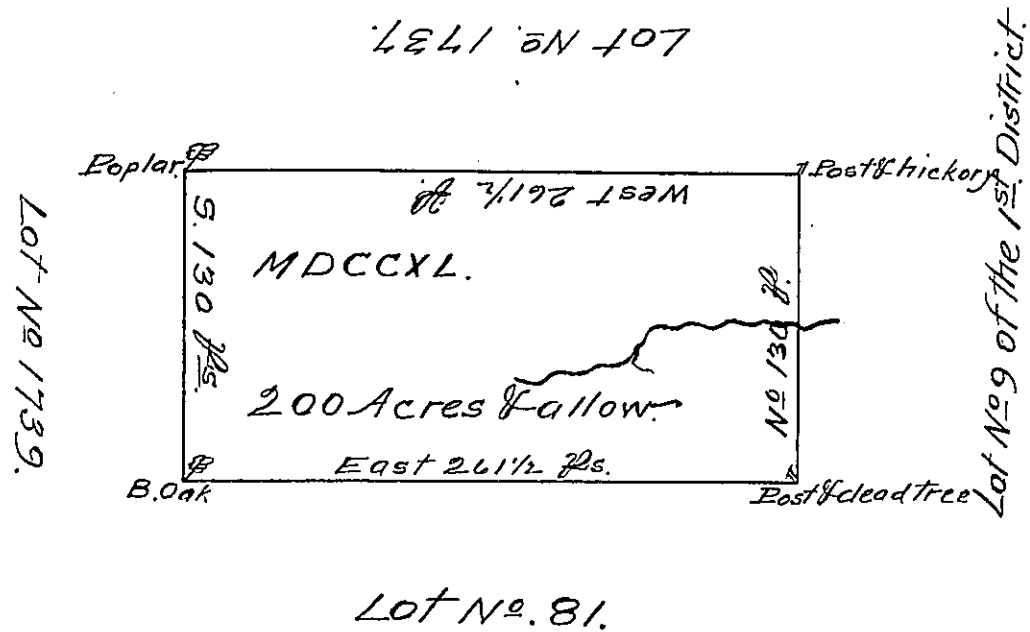 Lot Nº. 1737.
Poplar.
Post & hickory
West 261½ ps.
Lot Nº 1739.
S. 130 ps.
MDCCXL.
Nº 130 ps.
Lot Nº 9 of the 1st. District.
200 Acres & allow.
East 261½ ps.
B. Oak
Post & dead tree
Lot Nº. 81.